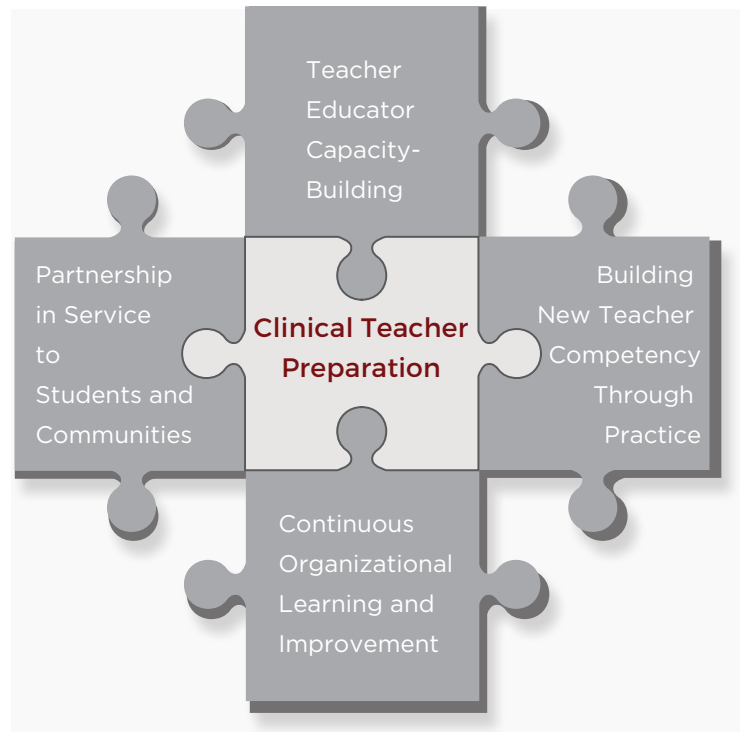 Teacher
Educator
Capacity-
Building
Partnership
in Service
to
Students and
Communities
Clinical Teacher
Preparation
Building
New Teacher
Competency
Through
Practice
Continuous
Organizational
Learning and
Improvement